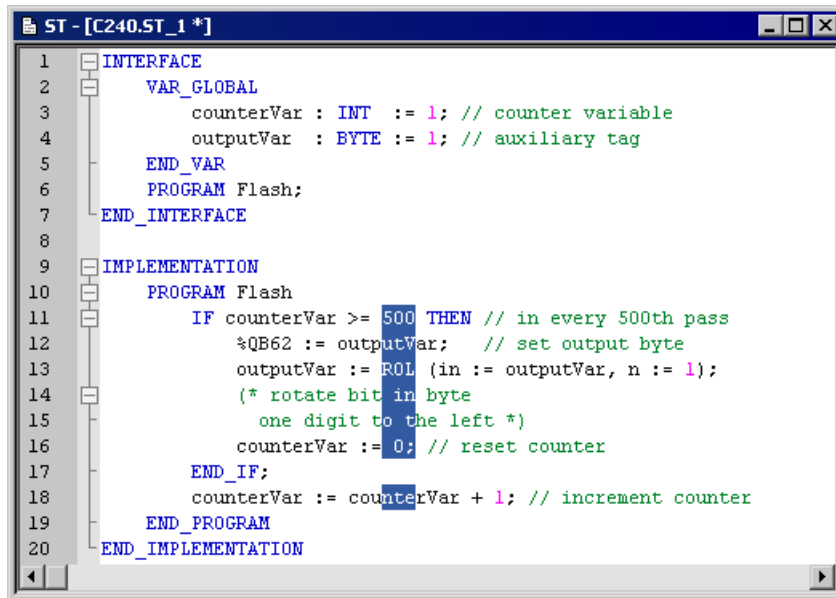 ST - [C240.ST_1 *]
1 INTERFACE
2 VAR_GLOBAL
3 counterVar : INT := 1; // counter variable
4 outputVar : BYTE := 1; // auxiliary tag
5 END_VAR
6 PROGRAM Flash;
7 END_INTERFACE
8
9 IMPLEMENTATION
10 PROGRAM Flash
11 IF counterVar >= 500 THEN // in every 500th pass
12 %QB62 := outputVar; // set output byte
13 outputVar := ROL (in := outputVar, n := 1);
14 (* rotate bit in byte
15 one digit to the left *)
16 counterVar := 0; // reset counter
17 END_IF;
18 counterVar := counterVar + 1; // increment counter
19 END_PROGRAM
20 END_IMPLEMENTATION